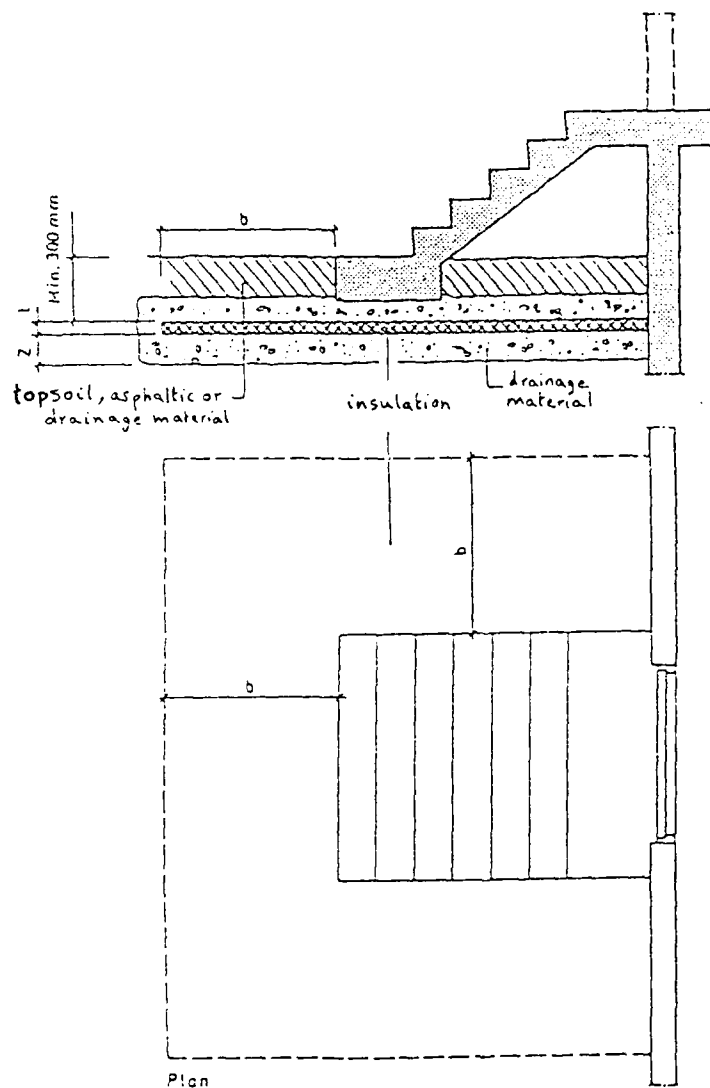 b
Min. 300 mm
1
2
topsoil, asphaltic or
drainage material
insulation
drainage
material
b
b
Plan